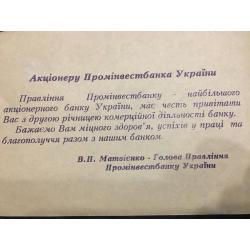 Акціонеру Промінвестбанка України
Правління Промінвестбанку - найбільшого
акціонерного банку України, має честь привітати
Вас з другою річницею комерційної діяльності банку.
Бажаємо Вам міцного здоров'я, успіхів у праці та
благополуччя разом з нашим банком.
В.П. Матвієнко - Голова Правління
Промінвестбанку України